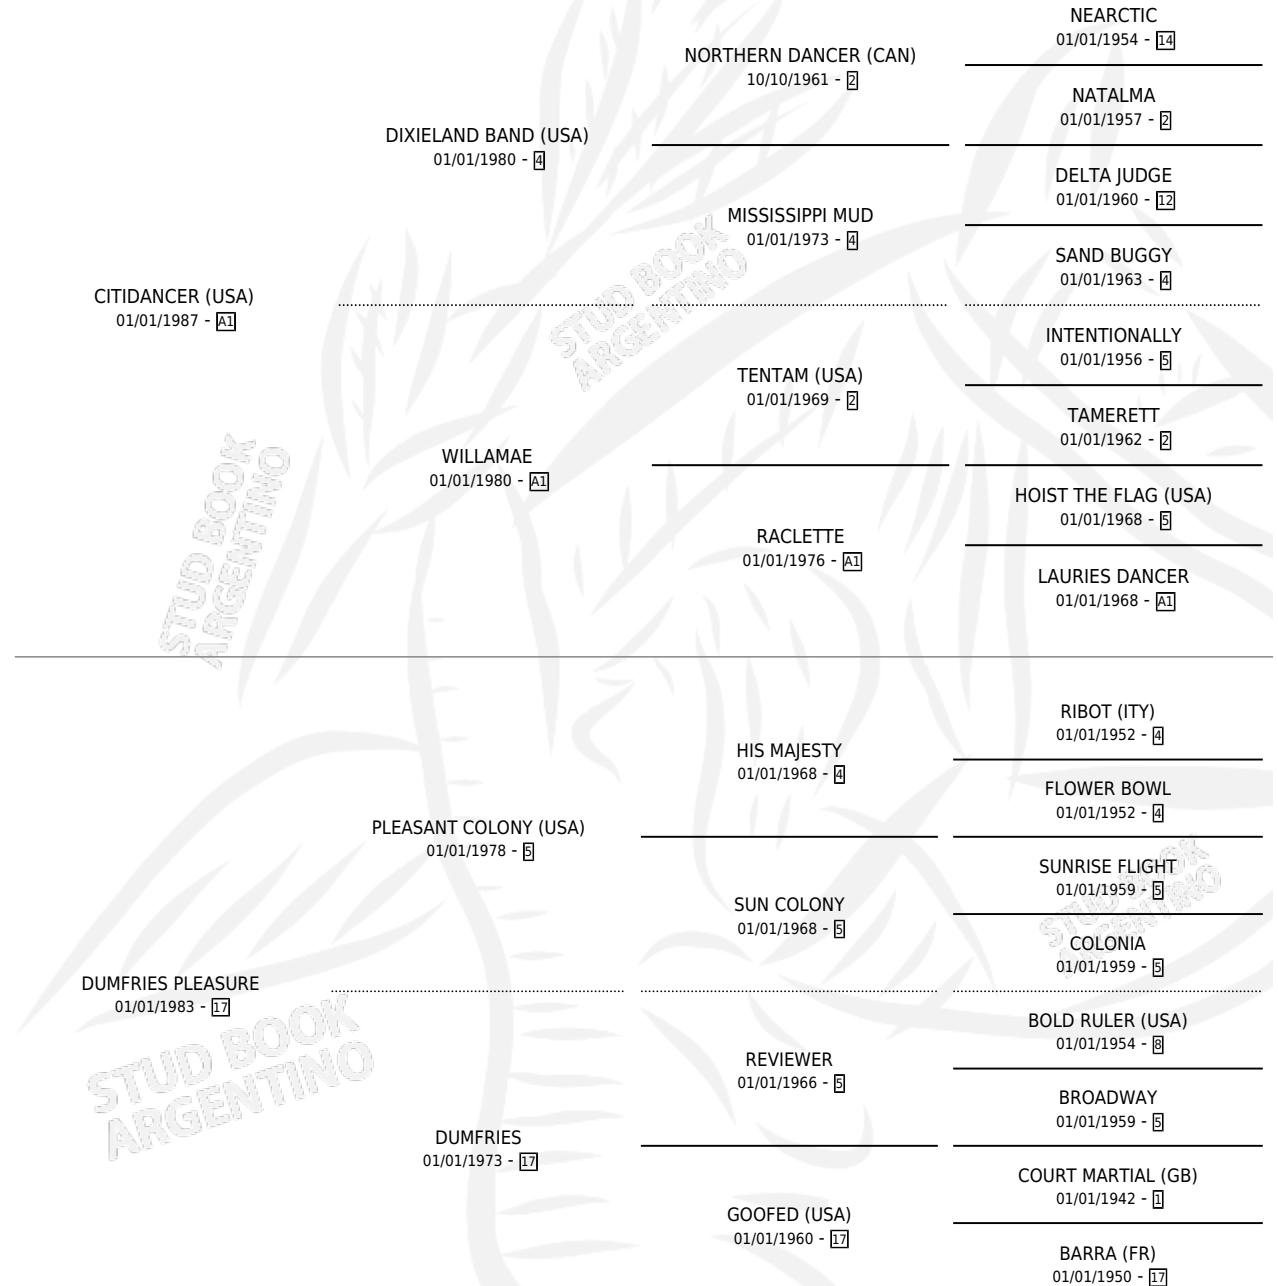 NEARCTIC
01/01/1954 - 14
NORTHERN DANCER (CAN)
10/10/1961 - 2
NATALMA
01/01/1957 - 2
DIXIELAND BAND (USA)
01/01/1980 - 4
DELTA JUDGE
01/01/1960 - 12
MISSISSIPPI MUD
01/01/1973 - 4
SAND BUGGY
01/01/1963 - 4
STUD BOOK
ARGENTINO
CITIDANCER (USA)
01/01/1987 - A1
INTENTIONALLY
01/01/1956 - 5
TENTAM (USA)
01/01/1969 - 2
TAMERETT
01/01/1962 - 2
WILLAMAE
01/01/1980 - A1
HOIST THE FLAG (USA)
01/01/1968 - 5
RACLETTE
01/01/1976 - A1
LAURIES DANCER
01/01/1968 - A1
STUD BOOK
ARGENTINO
RIBOT (ITY)
01/01/1952 - 4
HIS MAJESTY
01/01/1968 - 4
FLOWER BOWL
01/01/1952 - 4
PLEASANT COLONY (USA)
01/01/1978 - 5
SUNRISE FLIGHT
01/01/1959 - 5
SUN COLONY
01/01/1968 - 5
COLONIA
01/01/1959 - 5
STUD BOOK
ARGENTINO
DUMFRIES PLEASURE
01/01/1983 - 17
BOLD RULER (USA)
01/01/1954 - 8
REVIEWER
01/01/1966 - 5
BROADWAY
01/01/1959 - 5
STUD BOOK
ARGENTINO
DUMFRIES
01/01/1973 - 17
COURT MARTIAL (GB)
01/01/1942 - 1
GOOFED (USA)
01/01/1960 - 17
BARRA (FR)
01/01/1950 - 17